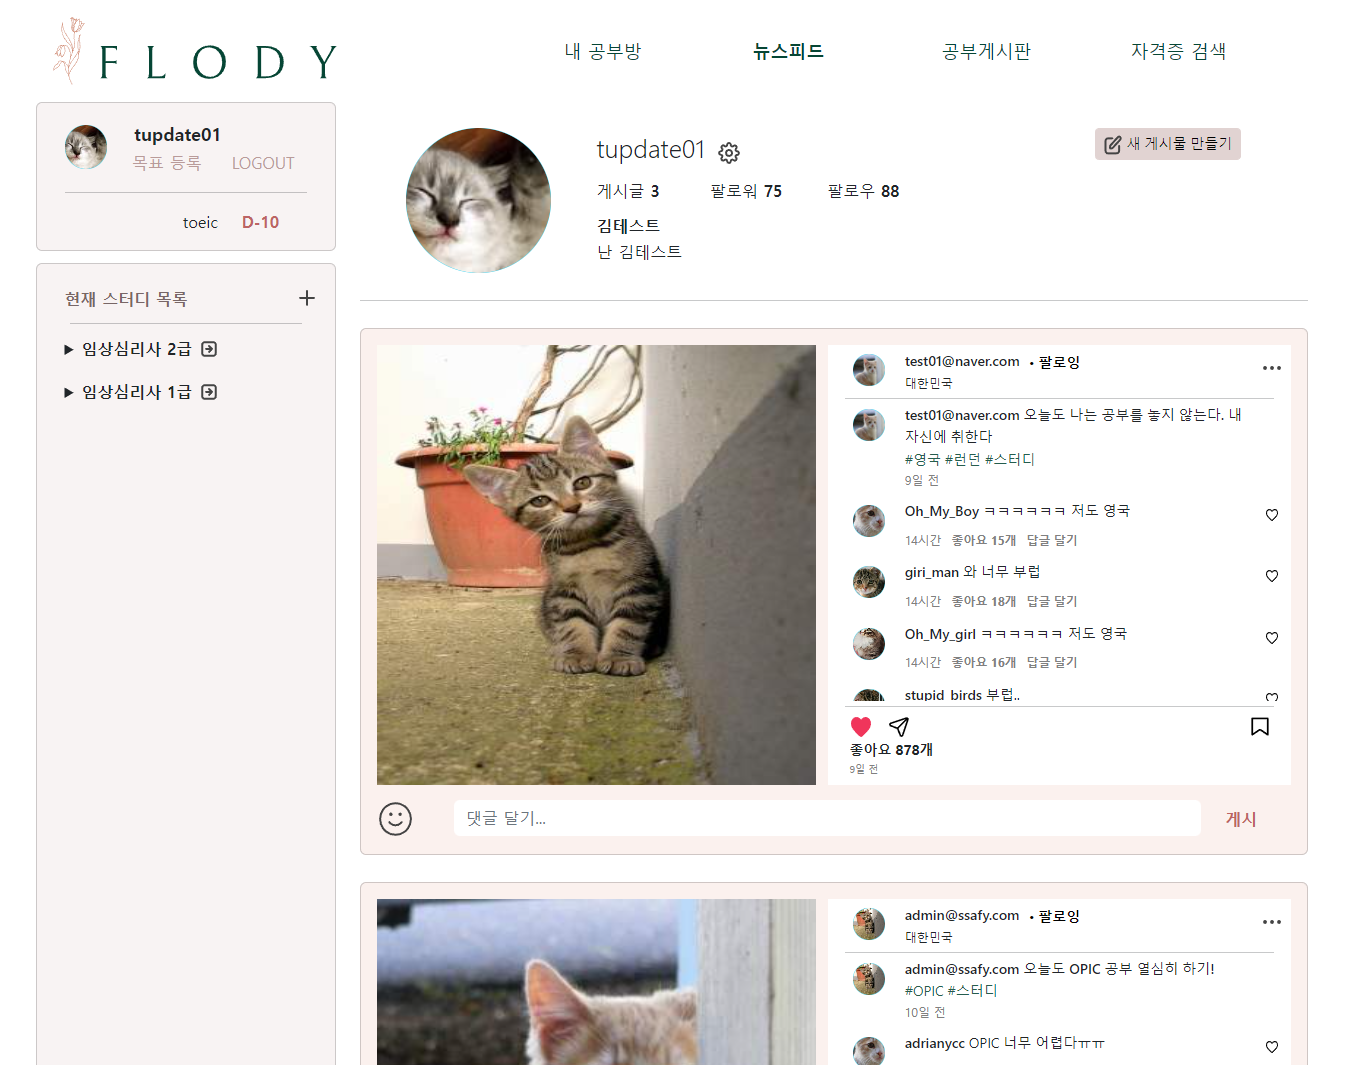 FLODY
내 공부방
뉴스피드
공부게시판
자격증 검색
tupdate01
목표 등록 LOGOUT
toeic D-10
현재 스터디 목록
임상심리사 2급
임상심리사 1급
tupdate01
새 게시물 만들기
게시글 3 팔로워 75 팔로우 88
김테스트
난 김테스트
test01@naver.com • 팔로잉
대한민국
test01@naver.com 오늘도 나는 공부를 놓지 않는다. 내
자신에 취한다
#영국 #런던 #스터디
9일 전
Oh_My_Boy ㅋㅋㅋㅋㅋㅋ 저도 영국
14시간 좋아요 15개 답글 달기
giri_man 와 너무 부럽
14시간 좋아요 18개 답글 달기
Oh_My_girl ㅋㅋㅋㅋㅋㅋ 저도 영국
14시간 좋아요 16개 답글 달기
stupid_birds 부럽..
좋아요 878개
9일 전
댓글 달기...
게시
admin@ssafy.com • 팔로잉
대한민국
admin@ssafy.com 오늘도 OPIC 공부 열심히 하기!
#OPIC #스터디
10일 전
adrianycc OPIC 너무 어렵다ㅠㅠ